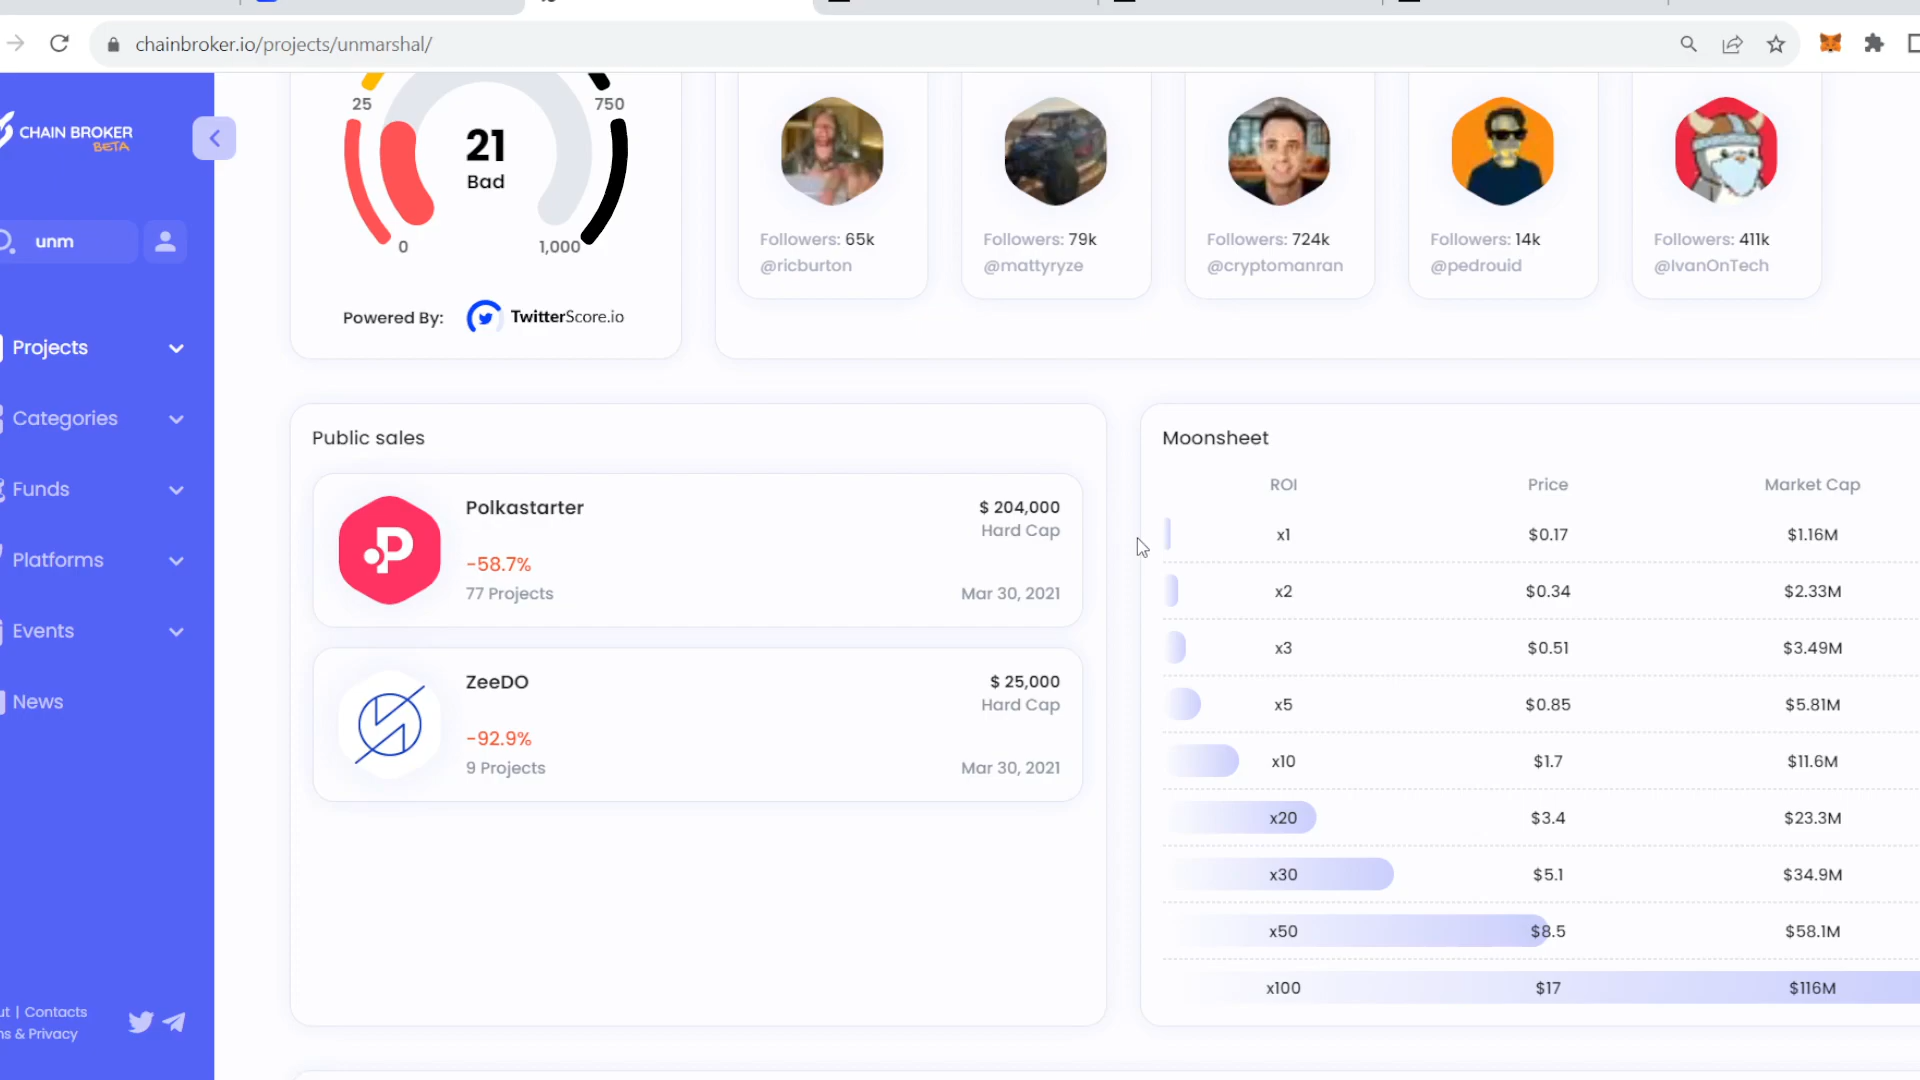 chainbroker.io/projects/unmarshal/
CHAIN BROKER
BETA
unm
Projects
Categories
Funds
Platforms
Events
News
| Contacts
& Privacy
25
750
21
Bad
0
1,000
Powered By:
TwitterScore.io
Followers: 65k
@ricburton
Followers: 79k
@mattyryze
Followers: 724k
@cryptomanran
Followers: 14k
@pedrouid
Followers: 411k
@IvanOnTech
Public sales
Polkastarter
$ 204,000
Hard Cap
-58.7%
77 Projects
Mar 30, 2021
ZeeDO
$ 25,000
Hard Cap
-92.9%
9 Projects
Mar 30, 2021
Moonsheet
ROI Price Market Cap
x1 $0.17 $1.16M
x2 $0.34 $2.33M
x3 $0.51 $3.49M
x5 $0.85 $5.81M
x10 $1.7 $11.6M
x20 $3.4 $23.3M
x30 $5.1 $34.9M
x50 $8.5 $58.1M
x100 $17 $116M